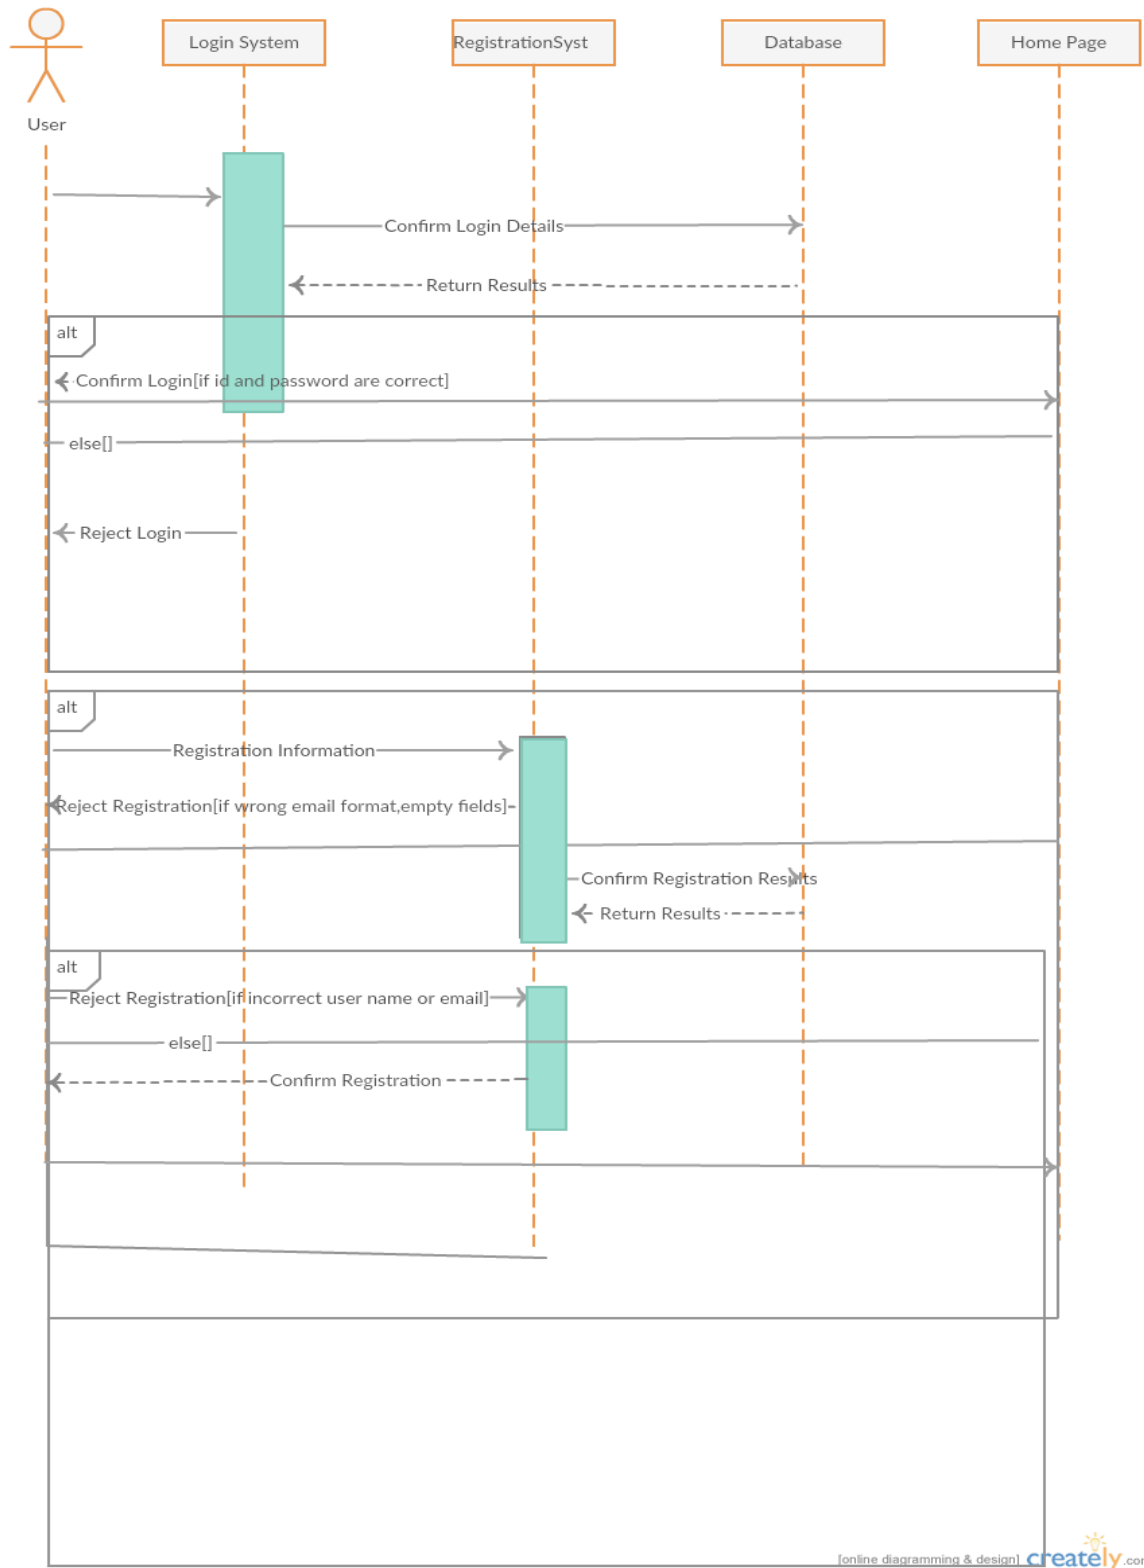 Login System
RegistrationSyst
Database
Home Page
User
Confirm Login Details
Return Results
alt
Confirm Login[if id and password are correct]
else[]
Reject Login
alt
Registration Information
Reject Registration[if wrong email format,empty fields]
Confirm Registration Results
Return Results
alt
Reject Registration[if incorrect user name or email]
else[]
Confirm Registration
[online diagramming & design] creately.com